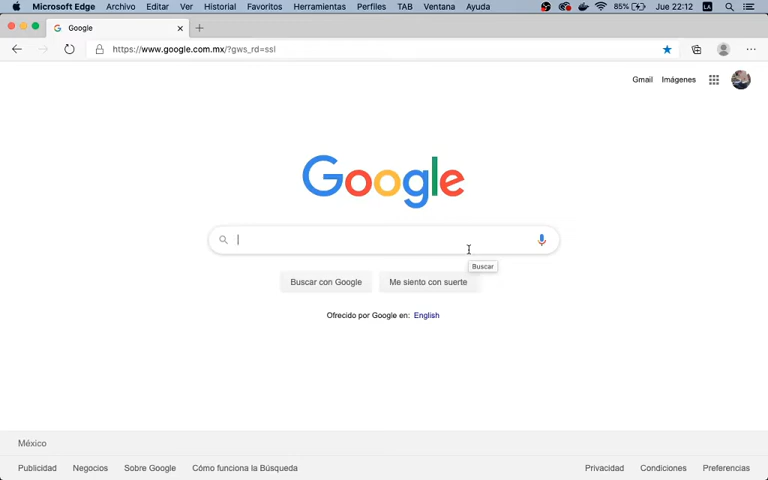 Microsoft Edge Archivo Editar Ver Historial Favoritos Herramientas Perfiles TAB Ventana Ayuda 85% Jue 22:12 LA
Google
https://www.google.com.mx/?gws_rd=ssl
Gmail Imágenes
Google
Buscar
Buscar con Google Me siento con suerte
Ofrecido por Google en: English
México
Publicidad Negocios Sobre Google Cómo funciona la Búsqueda Privacidad Condiciones Preferencias